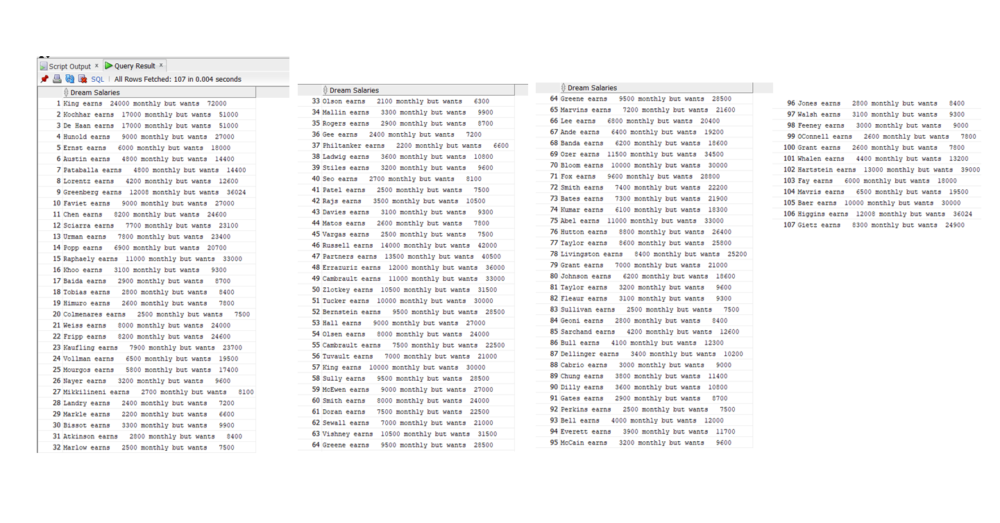 Script Output x Query Result x
SQL | All Rows Fetched: 107 in 0.004 seconds
Dream Salaries
1 King earns 24000 monthly but wants 72000
2 Kochhar earns 17000 monthly but wants 51000
3 De Haan earns 17000 monthly but wants 51000
4 Hunold earns 9000 monthly but wants 27000
5 Ernst earns 6000 monthly but wants 18000
6 Austin earns 4800 monthly but wants 14400
7 Pataballa earns 4800 monthly but wants 14400
8 Lorentz earns 4200 monthly but wants 12600
9 Greenberg earns 12008 monthly but wants 36024
10 Faviet earns 9000 monthly but wants 27000
11 Chen earns 8200 monthly but wants 24600
12 Sciarra earns 7700 monthly but wants 23100
13 Urman earns 7800 monthly but wants 23400
14 Popp earns 6900 monthly but wants 20700
15 Raphaely earns 11000 monthly but wants 33000
16 Khoo earns 3100 monthly but wants 9300
17 Baida earns 2900 monthly but wants 8700
18 Tobias earns 2800 monthly but wants 8400
19 Himuro earns 2600 monthly but wants 7800
20 Colmenares earns 2500 monthly but wants 7500
21 Weiss earns 8000 monthly but wants 24000
22 Fripp earns 8200 monthly but wants 24600
23 Kaufling earns 7900 monthly but wants 23700
24 Vollman earns 6500 monthly but wants 19500
25 Mourgos earns 5800 monthly but wants 17400
26 Nayer earns 3200 monthly but wants 9600
27 Mikkilineni earns 2700 monthly but wants 8100
28 Landry earns 2400 monthly but wants 7200
29 Markle earns 2200 monthly but wants 6600
30 Bissot earns 3300 monthly but wants 9900
31 Atkinson earns 2800 monthly but wants 8400
32 Marlow earns 2500 monthly but wants 7500
Dream Salaries
33 Olson earns 2100 monthly but wants 6300
34 Mallin earns 3300 monthly but wants 9900
35 Rogers earns 2900 monthly but wants 8700
36 Gee earns 2400 monthly but wants 7200
37 Philtanker earns 2200 monthly but wants 6600
38 Ladwig earns 3600 monthly but wants 10800
39 Stiles earns 3200 monthly but wants 9600
40 Seo earns 2700 monthly but wants 8100
41 Patel earns 2500 monthly but wants 7500
42 Rajs earns 3500 monthly but wants 10500
43 Davies earns 3100 monthly but wants 9300
44 Matos earns 2600 monthly but wants 7800
45 Vargas earns 2500 monthly but wants 7500
46 Russell earns 14000 monthly but wants 42000
47 Partners earns 13500 monthly but wants 40500
48 Errazuriz earns 12000 monthly but wants 36000
49 Cambrault earns 11000 monthly but wants 33000
50 Zlotkey earns 10500 monthly but wants 31500
51 Tucker earns 10000 monthly but wants 30000
52 Bernstein earns 9500 monthly but wants 28500
53 Hall earns 9000 monthly but wants 27000
54 Olsen earns 8000 monthly but wants 24000
55 Cambrault earns 7500 monthly but wants 22500
56 Tuvault earns 7000 monthly but wants 21000
57 King earns 10000 monthly but wants 30000
58 Sully earns 9500 monthly but wants 28500
59 McEwen earns 9000 monthly but wants 27000
60 Smith earns 8000 monthly but wants 24000
61 Doran earns 7500 monthly but wants 22500
62 Sewall earns 7000 monthly but wants 21000
63 Vishney earns 10500 monthly but wants 31500
64 Greene earns 9500 monthly but wants 28500
Dream Salaries
64 Greene earns 9500 monthly but wants 28500
65 Marvins earns 7200 monthly but wants 21600
66 Lee earns 6800 monthly but wants 20400
67 Ande earns 6400 monthly but wants 19200
68 Banda earns 6200 monthly but wants 18600
69 Ozer earns 11500 monthly but wants 34500
70 Bloom earns 10000 monthly but wants 30000
71 Fox earns 9600 monthly but wants 28800
72 Smith earns 7400 monthly but wants 22200
73 Bates earns 7300 monthly but wants 21900
74 Kumar earns 6100 monthly but wants 18300
75 Abel earns 11000 monthly but wants 33000
76 Hutton earns 8800 monthly but wants 26400
77 Taylor earns 8600 monthly but wants 25800
78 Livingston earns 8400 monthly but wants 25200
79 Grant earns 7000 monthly but wants 21000
80 Johnson earns 6200 monthly but wants 18600
81 Taylor earns 3200 monthly but wants 9600
82 Fleaur earns 3100 monthly but wants 9300
83 Sullivan earns 2500 monthly but wants 7500
84 Geoni earns 2800 monthly but wants 8400
85 Sarchand earns 4200 monthly but wants 12600
86 Bull earns 4100 monthly but wants 12300
87 Dellinger earns 3400 monthly but wants 10200
88 Cabrio earns 3000 monthly but wants 9000
89 Chung earns 3800 monthly but wants 11400
90 Dilly earns 3600 monthly but wants 10800
91 Gates earns 2900 monthly but wants 8700
92 Perkins earns 2500 monthly but wants 7500
93 Bell earns 4000 monthly but wants 12000
94 Everett earns 3900 monthly but wants 11700
95 McCain earns 3200 monthly but wants 9600
96 Jones earns 2800 monthly but wants 8400
97 Walsh earns 3100 monthly but wants 9300
98 Feeney earns 3000 monthly but wants 9000
99 OConnell earns 2600 monthly but wants 7800
100 Grant earns 2600 monthly but wants 7800
101 Whalen earns 4400 monthly but wants 13200
102 Hartstein earns 13000 monthly but wants 39000
103 Fay earns 6000 monthly but wants 18000
104 Mavris earns 6500 monthly but wants 19500
105 Baer earns 10000 monthly but wants 30000
106 Higgins earns 12008 monthly but wants 36024
107 Gietz earns 8300 monthly but wants 24900